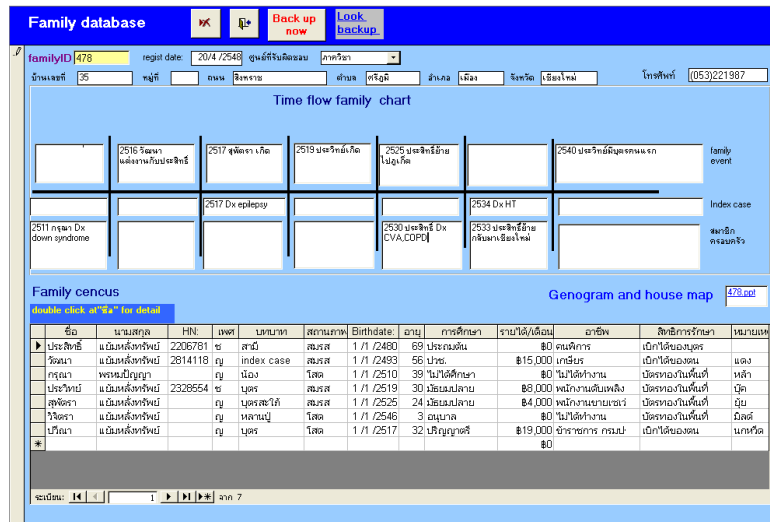 Family database
Back up now
Look backup
familyID 478 regist date: 20/4 /2548 ศูนย์ที่รับผิดชอบ ภาควิชา
บ้านเลขที่ 35 หมู่ที่ ถนน สิงหราช ตำบล ศรีภูมิ อำเภอ เมือง จังหวัด เชียงใหม่ โทรศัพท์ (053)221987
Time flow family chart
2516 วัฒนา แต่งงานกับประสิทธิ์
2517 สุพัตรา เกิด
2519 ประวิทย์เกิด
2525 ประสิทธิ์ย้าย ไปภูเก็ต
2540 ประวิทย์มีบุตรคนแรก
family event
2517 Dx epilepsy
2534 Dx HT
Index case
2511 กรุณา Dx down syndrome
2530 ประสิทธิ์ Dx CVA,COPD
2533 ประสิทธิ์ย้าย กลับมาเชียงใหม่
สมาชิก ครอบครัว
Family cencus
Genogram and house map 478.ppt
double click at"ชื่อ" for detail
ชื่อ นามสกุล HN: เพศ บทบาท สถานภาพ Birthdate: อายุ การศึกษา รายได้/เดือน อาชีพ สิทธิการรักษา หมายเห
ประสิทธิ์ แย้มหลั่งทรัพย์ 2206781 ช สามี สมรส 1 /1 /2480 69 ประถมต้น ฿0 คนพิการ เบิกได้ของบุตร
วัฒนา แย้มหลั่งทรัพย์ 2814118 ญ index case สมรส 1 /1 /2493 56 ปวช. ฿15,000 เกษียร เบิกได้ของตน แดง
กรุณา พรหมปัญญา ญ น้อง โสด 1 /1 /2510 39 ไม่ได้ศึกษา ฿0 ไม่ได้ทำงาน บัตรทองในพื้นที่ หล้า
ประวิทย์ แย้มหลั่งทรัพย์ 2328554 ช บุตร สมรส 1 /1 /2519 30 มัธยมปลาย ฿8,000 พนักงานดับเพลิง บัตรทองในพื้นที่ บุ๊ค
สุพัตรา แย้มหลั่งทรัพย์ ญ บุตรสะใภ้ สมรส 1 /1 /2525 24 มัธยมปลาย ฿4,000 พนักงานขายเซเว่ บัตรทองในพื้นที่ ยุ้ย
วิจิตรา แย้มหลั่งทรัพย์ ญ หลานปู่ โสด 1 /1 /2546 3 อนุบาล ฿0 ไม่ได้ทำงาน บัตรทองในพื้นที่ มิลค์
ปวีณา แย้มหลั่งทรัพย์ ญ บุตร โสด 1 /1 /2517 32 ปริญญาตรี ฿19,000 ข้าราชการ กรมป่ เบิกได้ของตน นกหวีด
฿0
ระเบียน: 1 จาก 7